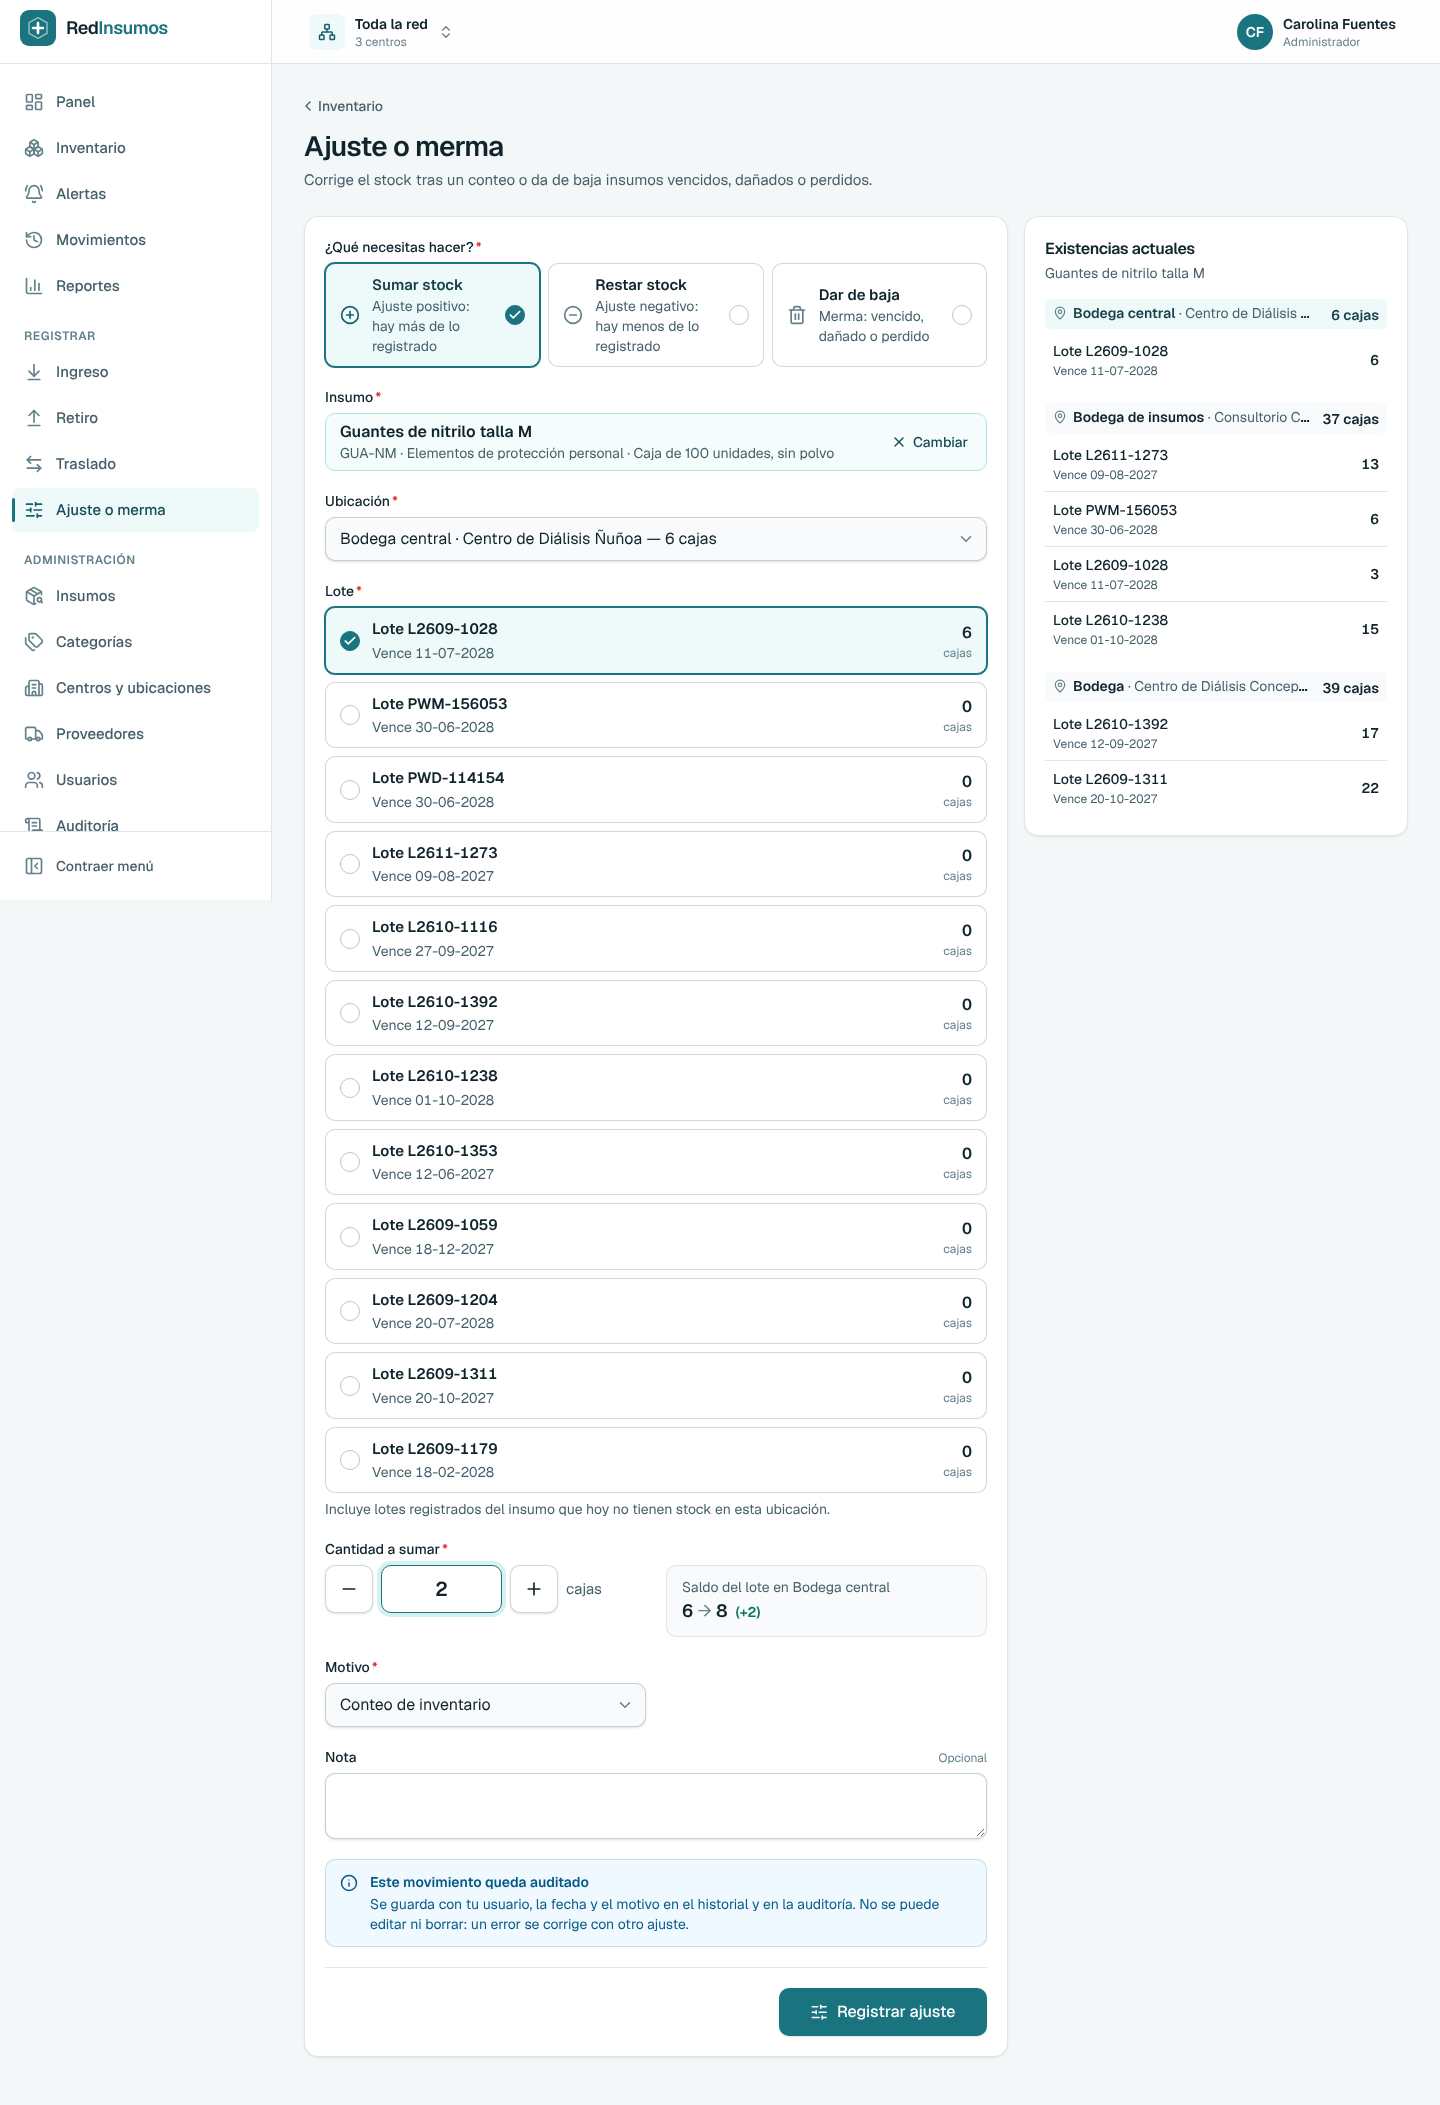 RedInsumos
Toda la red
3 centros
CF
Carolina Fuentes
Administrador
Panel
Inventario
Alertas
Movimientos
Reportes
REGISTRAR
Ingreso
Retiro
Traslado
Ajuste o merma
ADMINISTRACIÓN
Insumos
Categorías
Centros y ubicaciones
Proveedores
Usuarios
Auditoría
Contraer menú
Inventario
Ajuste o merma
Corrige el stock tras un conteo o da de baja insumos vencidos, dañados o perdidos.
¿Qué necesitas hacer?*
Sumar stock
Ajuste positivo:
hay más de lo
registrado
Restar stock
Ajuste negativo:
hay menos de lo
registrado
Dar de baja
Merma: vencido,
dañado o perdido
Insumo*
Guantes de nitrilo talla M
GUA-NM · Elementos de protección personal · Caja de 100 unidades, sin polvo
Cambiar
Ubicación*
Bodega central · Centro de Diálisis Ñuñoa — 6 cajas
Lote*
Lote L2609-1028
Vence 11-07-2028
6
cajas
Lote PWM-156053
Vence 30-06-2028
0
cajas
Lote PWD-114154
Vence 30-06-2028
0
cajas
Lote L2611-1273
Vence 09-08-2027
0
cajas
Lote L2610-1116
Vence 27-09-2027
0
cajas
Lote L2610-1392
Vence 12-09-2027
0
cajas
Lote L2610-1238
Vence 01-10-2028
0
cajas
Lote L2610-1353
Vence 12-06-2027
0
cajas
Lote L2609-1059
Vence 18-12-2027
0
cajas
Lote L2609-1204
Vence 20-07-2028
0
cajas
Lote L2609-1311
Vence 20-10-2027
0
cajas
Lote L2609-1179
Vence 18-02-2028
0
cajas
Incluye lotes registrados del insumo que hoy no tienen stock en esta ubicación.
Cantidad a sumar*
2
cajas
Saldo del lote en Bodega central
6 → 8 (+2)
Motivo*
Conteo de inventario
Nota
Opcional
Este movimiento queda auditado
Se guarda con tu usuario, la fecha y el motivo en el historial y en la auditoría. No se puede
editar ni borrar: un error se corrige con otro ajuste.
Registrar ajuste
Existencias actuales
Guantes de nitrilo talla M
Bodega central · Centro de Diálisis ... 6 cajas
Lote L2609-1028
Vence 11-07-2028
6
Bodega de insumos · Consultorio C... 37 cajas
Lote L2611-1273
Vence 09-08-2027
13
Lote PWM-156053
Vence 30-06-2028
6
Lote L2609-1028
Vence 11-07-2028
3
Lote L2610-1238
Vence 01-10-2028
15
Bodega · Centro de Diálisis Concep... 39 cajas
Lote L2610-1392
Vence 12-09-2027
17
Lote L2609-1311
Vence 20-10-2027
22